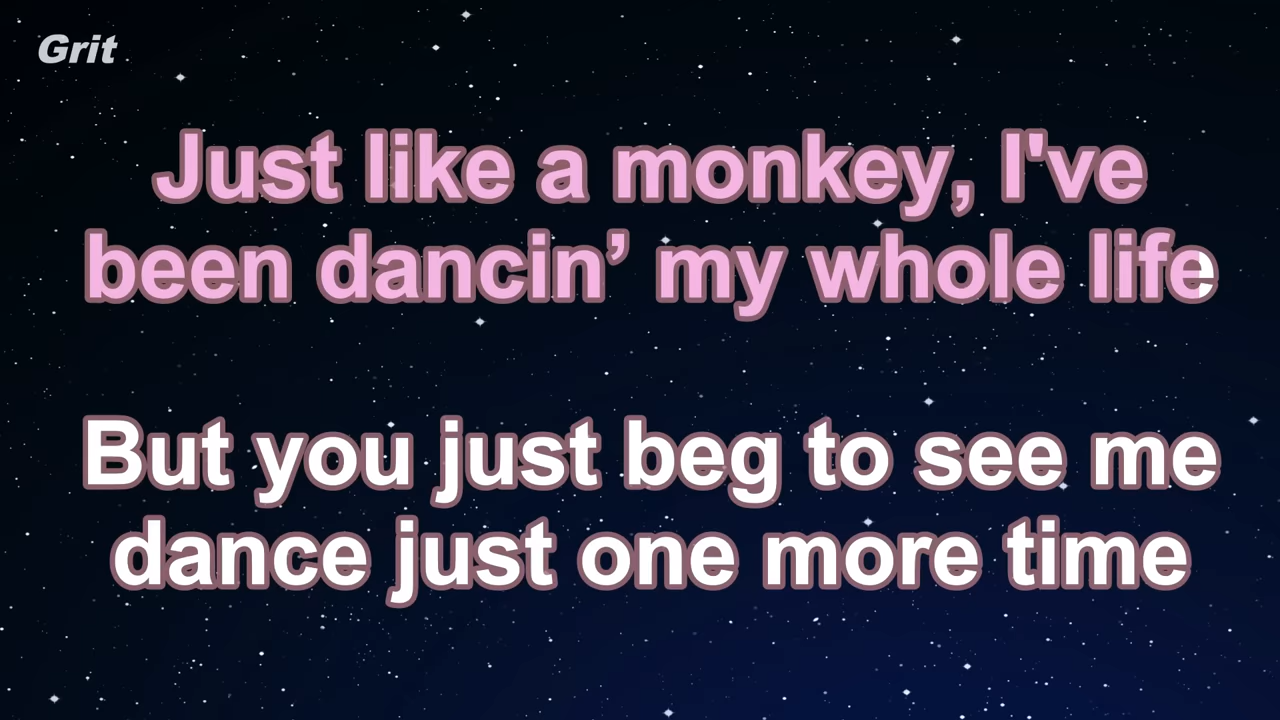 Grit
Just like a monkey, I've
been dancin’ my whole life
But you just beg to see me
dance just one more time